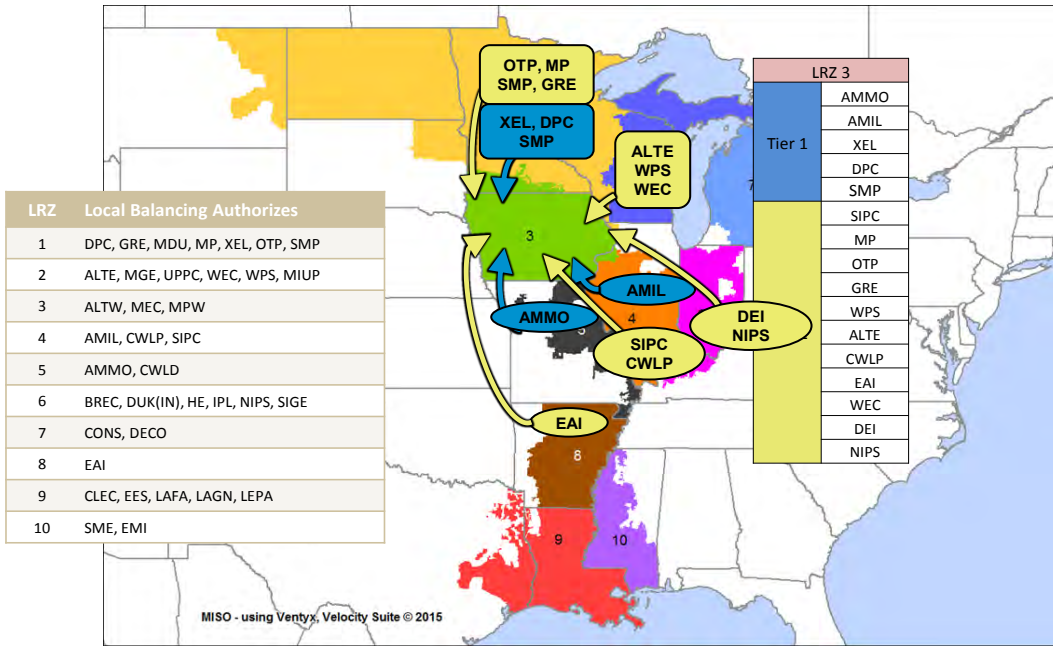 OTP, MP
SMP, GRE
XEL, DPC
SMP
ALTE
WPS
WEC
3
7
AMIL
AMMO
4
5
SIPC
CWLP
DEI
NIPS
EAI
8
9
10
MISO - using Ventyx, Velocity Suite © 2015
LRZ Local Balancing Authorizes
1 DPC, GRE, MDU, MP, XEL, OTP, SMP
2 ALTE, MGE, UPPC, WEC, WPS, MIUP
3 ALTW, MEC, MPW
4 AMIL, CWLP, SIPC
5 AMMO, CWLD
6 BREC, DUK(IN), HE, IPL, NIPS, SIGE
7 CONS, DECO
8 EAI
9 CLEC, EES, LAFA, LAGN, LEPA
10 SME, EMI
LRZ 3
Tier 1
AMMO
AMIL
XEL
DPC
SMP
SIPC
MP
OTP
GRE
WPS
ALTE
CWLP
EAI
WEC
DEI
NIPS